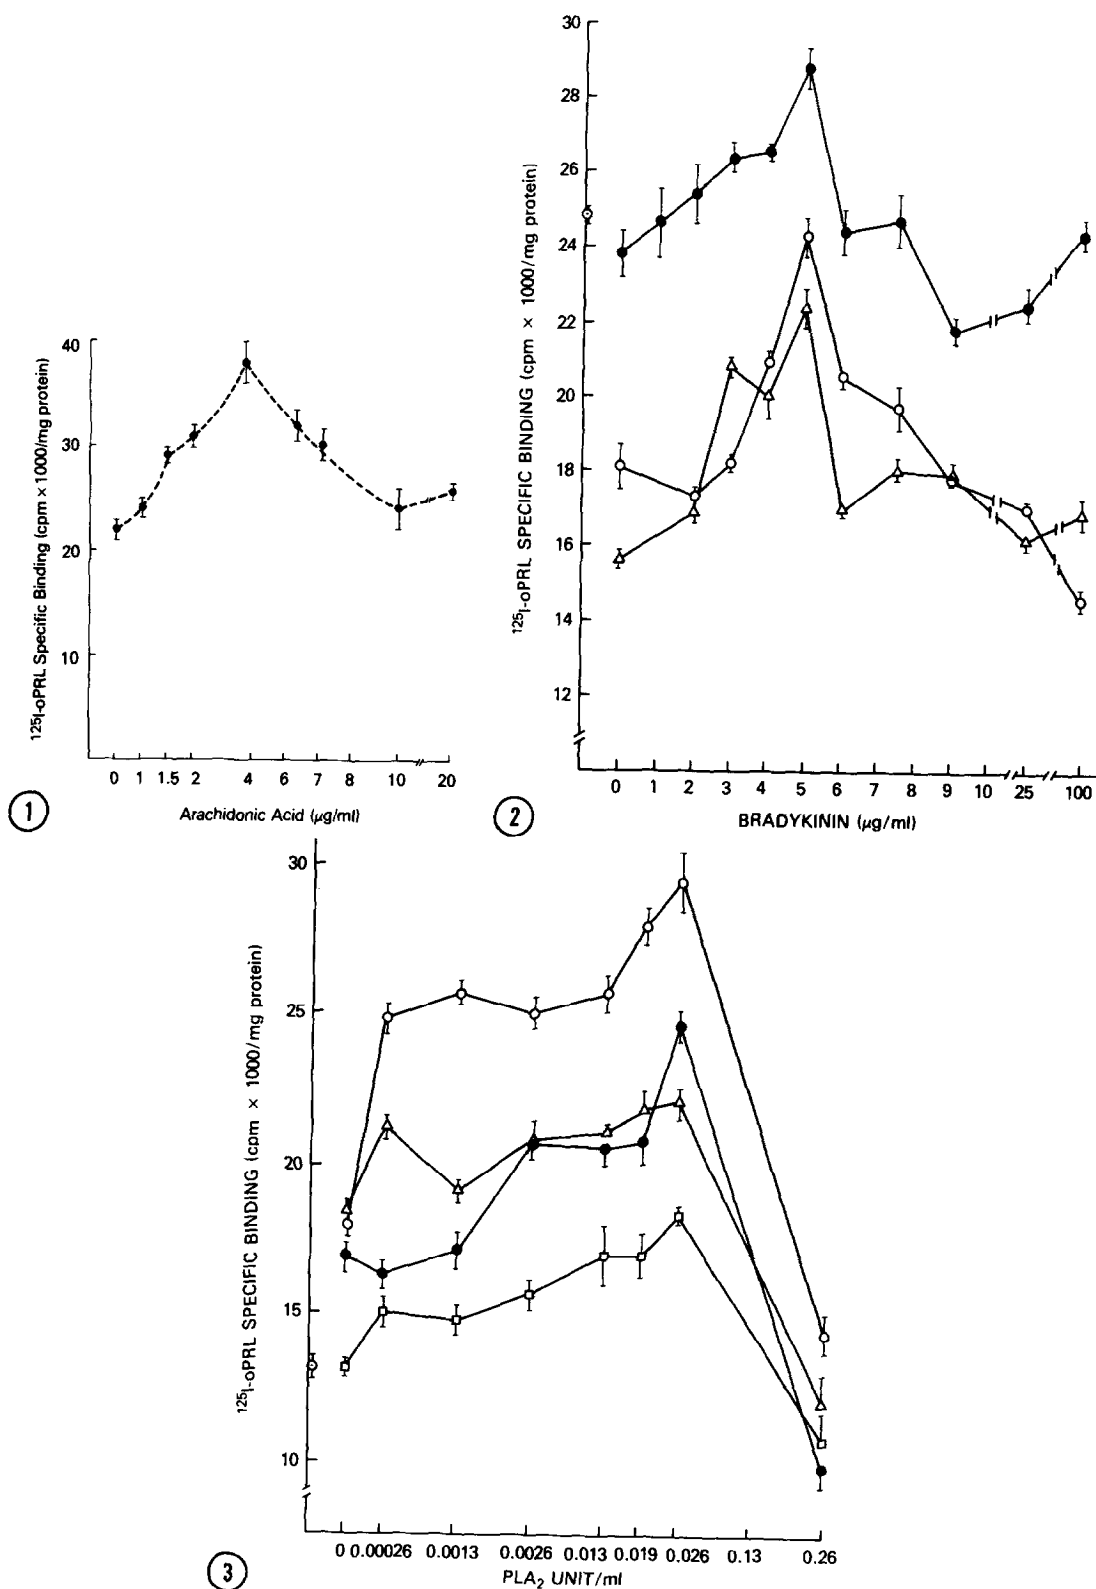 40
30
20
10
¹²⁵I-oPRL Specific Binding (cpm × 1000/mg protein)
0 1 1.5 2 4 6 7 8 10 20
Arachidonic Acid (μg/ml)
1
30
28
26
24
22
20
18
16
14
12
¹²⁵I-oPRL SPECIFIC BINDING (cpm × 1000/mg protein)
0 1 2 3 4 5 6 7 8 9 10 25 100
BRADYKININ (μg/ml)
2
30
25
20
15
10
¹²⁵I-oPRL SPECIFIC BINDING (cpm × 1000/mg protein)
0 0.00026 0.0013 0.0026 0.013 0.019 0.026 0.13 0.26
PLA₂ UNIT/ml
3